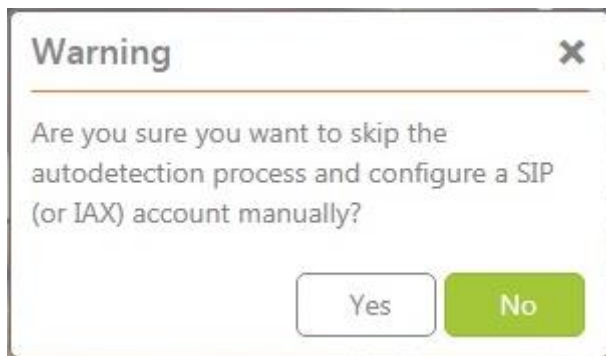 Warning
Are you sure you want to skip the
autodetection process and configure a SIP
(or IAX) account manually?
Yes No